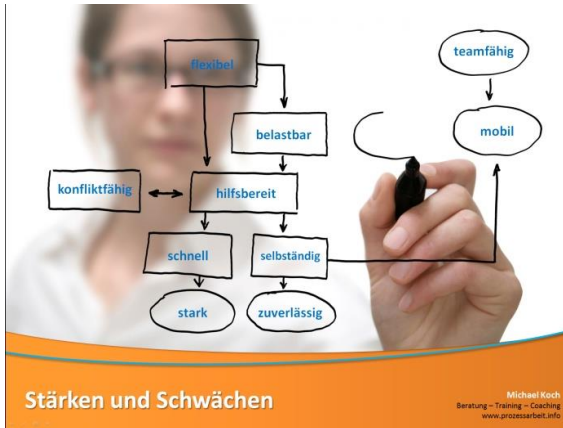 flexibel
teamfähig
belastbar
mobil
konfliktfähig
hilfsbereit
schnell
selbständig
stark
zuverlässig
Stärken und Schwächen
Michael Koch
Beratung – Training – Coaching
www.prozessarbeit.info